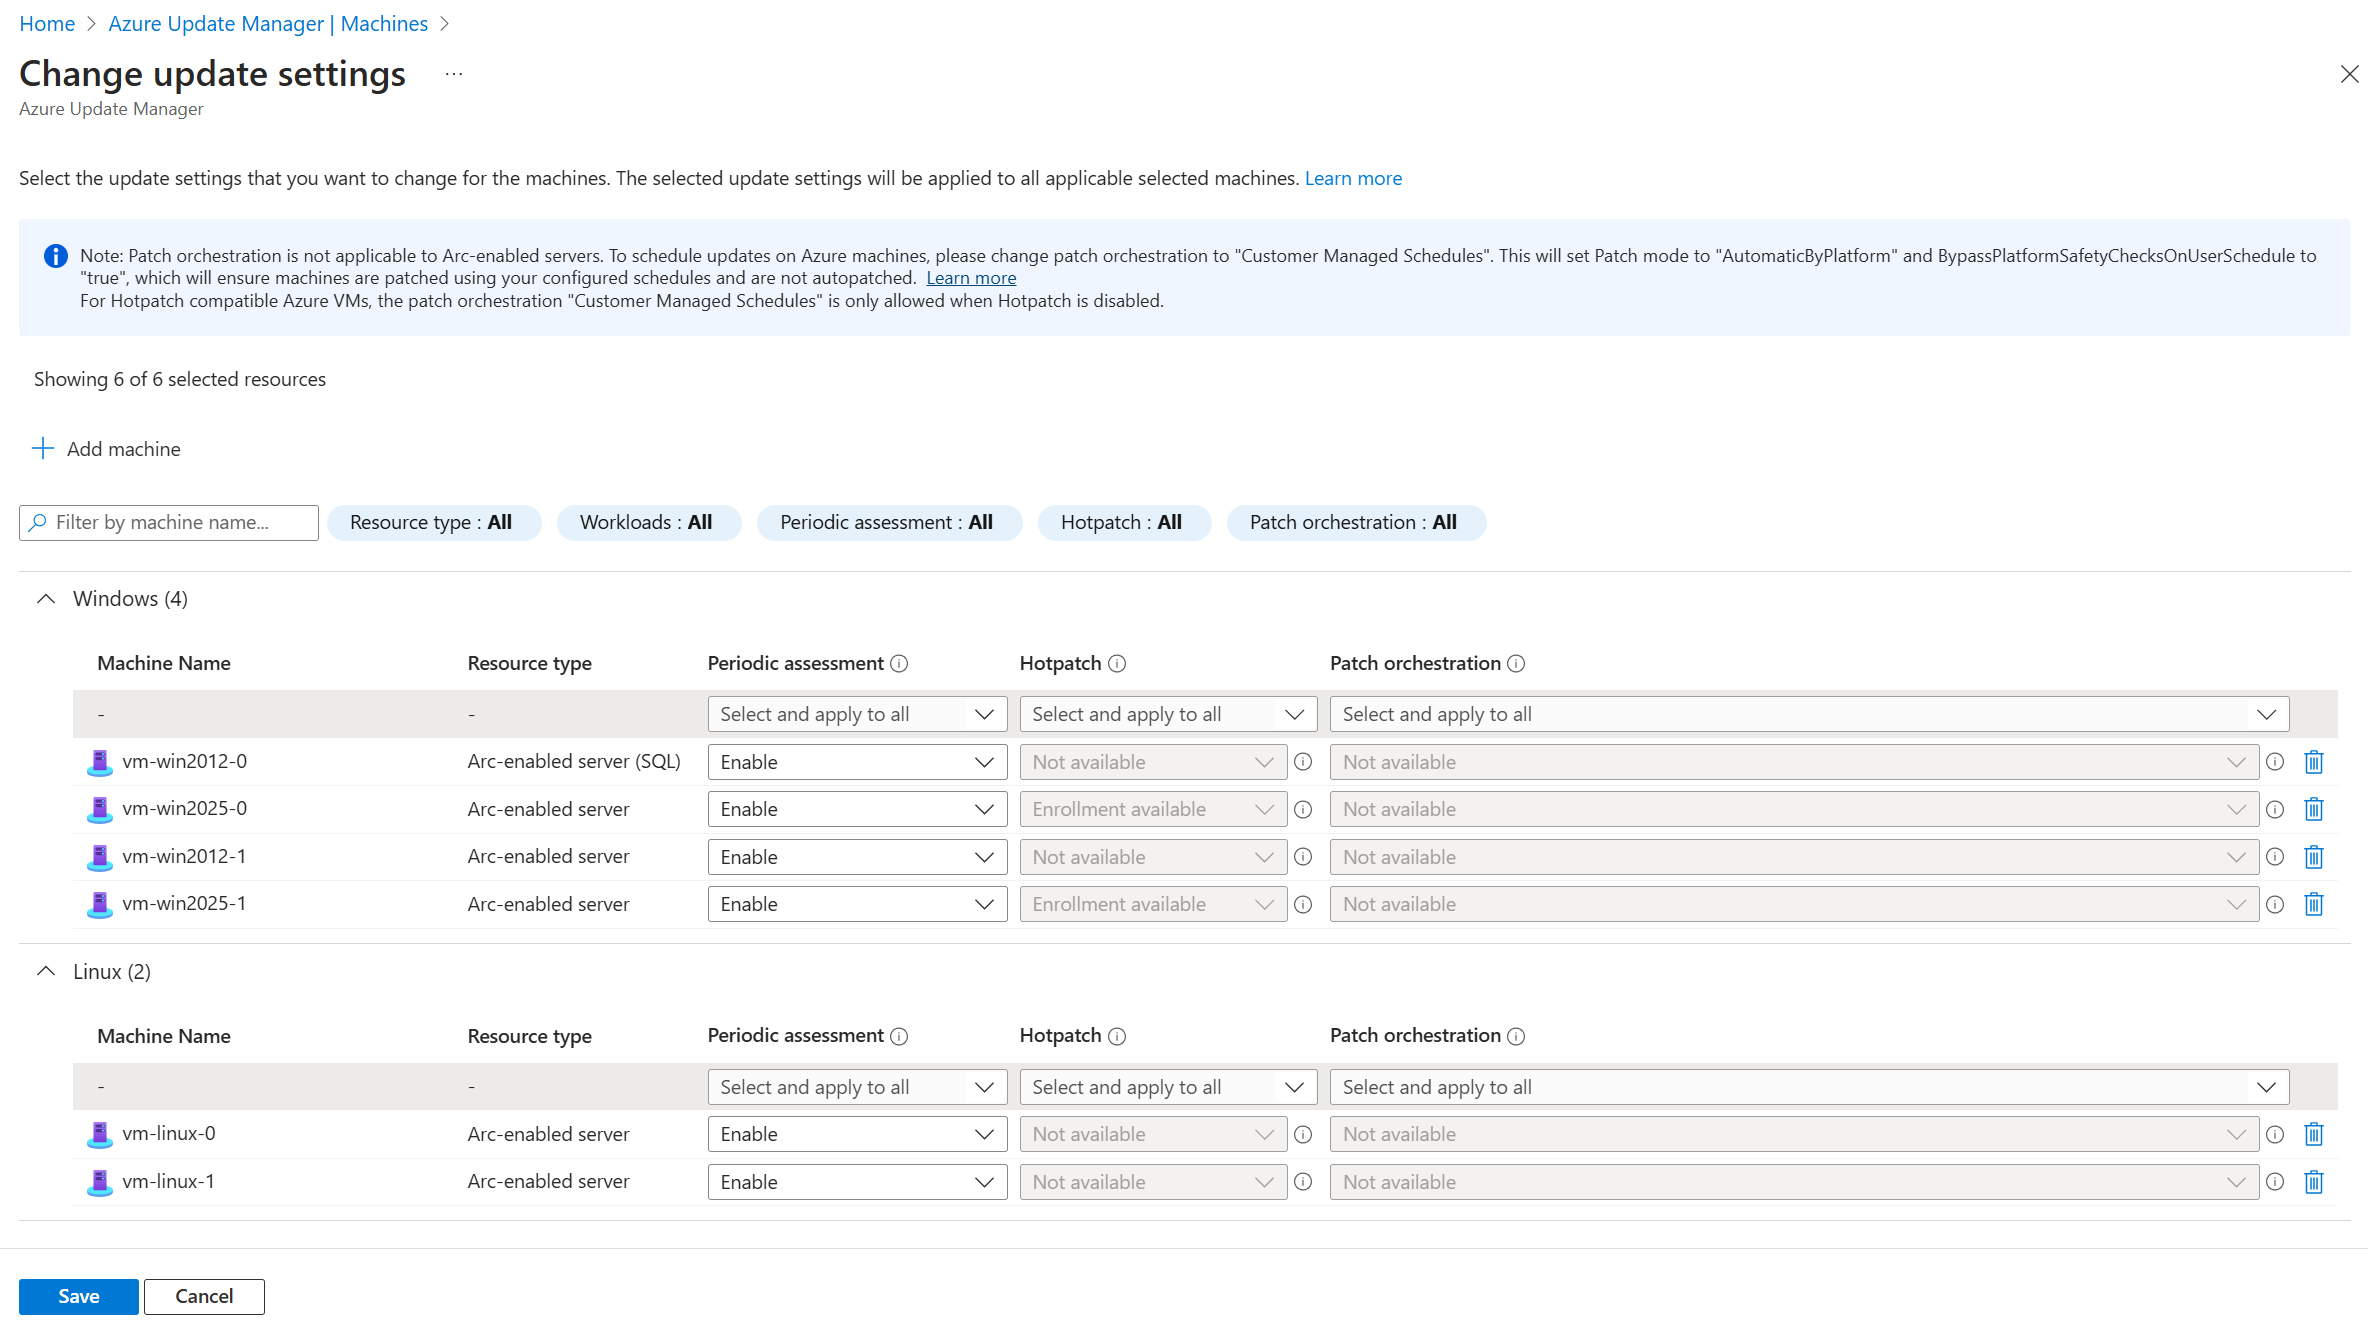 Home > Azure Update Manager | Machines >
Change update settings ...
Azure Update Manager
Select the update settings that you want to change for the machines. The selected update settings will be applied to all applicable selected machines. Learn more
Note: Patch orchestration is not applicable to Arc-enabled servers. To schedule updates on Azure machines, please change patch orchestration to "Customer Managed Schedules". This will set Patch mode to "AutomaticByPlatform" and BypassPlatformSafetyChecksOnUserSchedule to
"true", which will ensure machines are patched using your configured schedules and are not autopatched. Learn more
For Hotpatch compatible Azure VMs, the patch orchestration "Customer Managed Schedules" is only allowed when Hotpatch is disabled.
Showing 6 of 6 selected resources
Add machine
Filter by machine name... Resource type : All Workloads : All Periodic assessment : All Hotpatch : All Patch orchestration : All
Windows (4)
Machine Name Resource type Periodic assessment Hotpatch Patch orchestration
- - Select and apply to all Select and apply to all Select and apply to all
vm-win2012-0 Arc-enabled server (SQL) Enable Not available Not available
vm-win2025-0 Arc-enabled server Enable Enrollment available Not available
vm-win2012-1 Arc-enabled server Enable Not available Not available
vm-win2025-1 Arc-enabled server Enable Enrollment available Not available
Linux (2)
Machine Name Resource type Periodic assessment Hotpatch Patch orchestration
- - Select and apply to all Select and apply to all Select and apply to all
vm-linux-0 Arc-enabled server Enable Not available Not available
vm-linux-1 Arc-enabled server Enable Not available Not available
Save Cancel